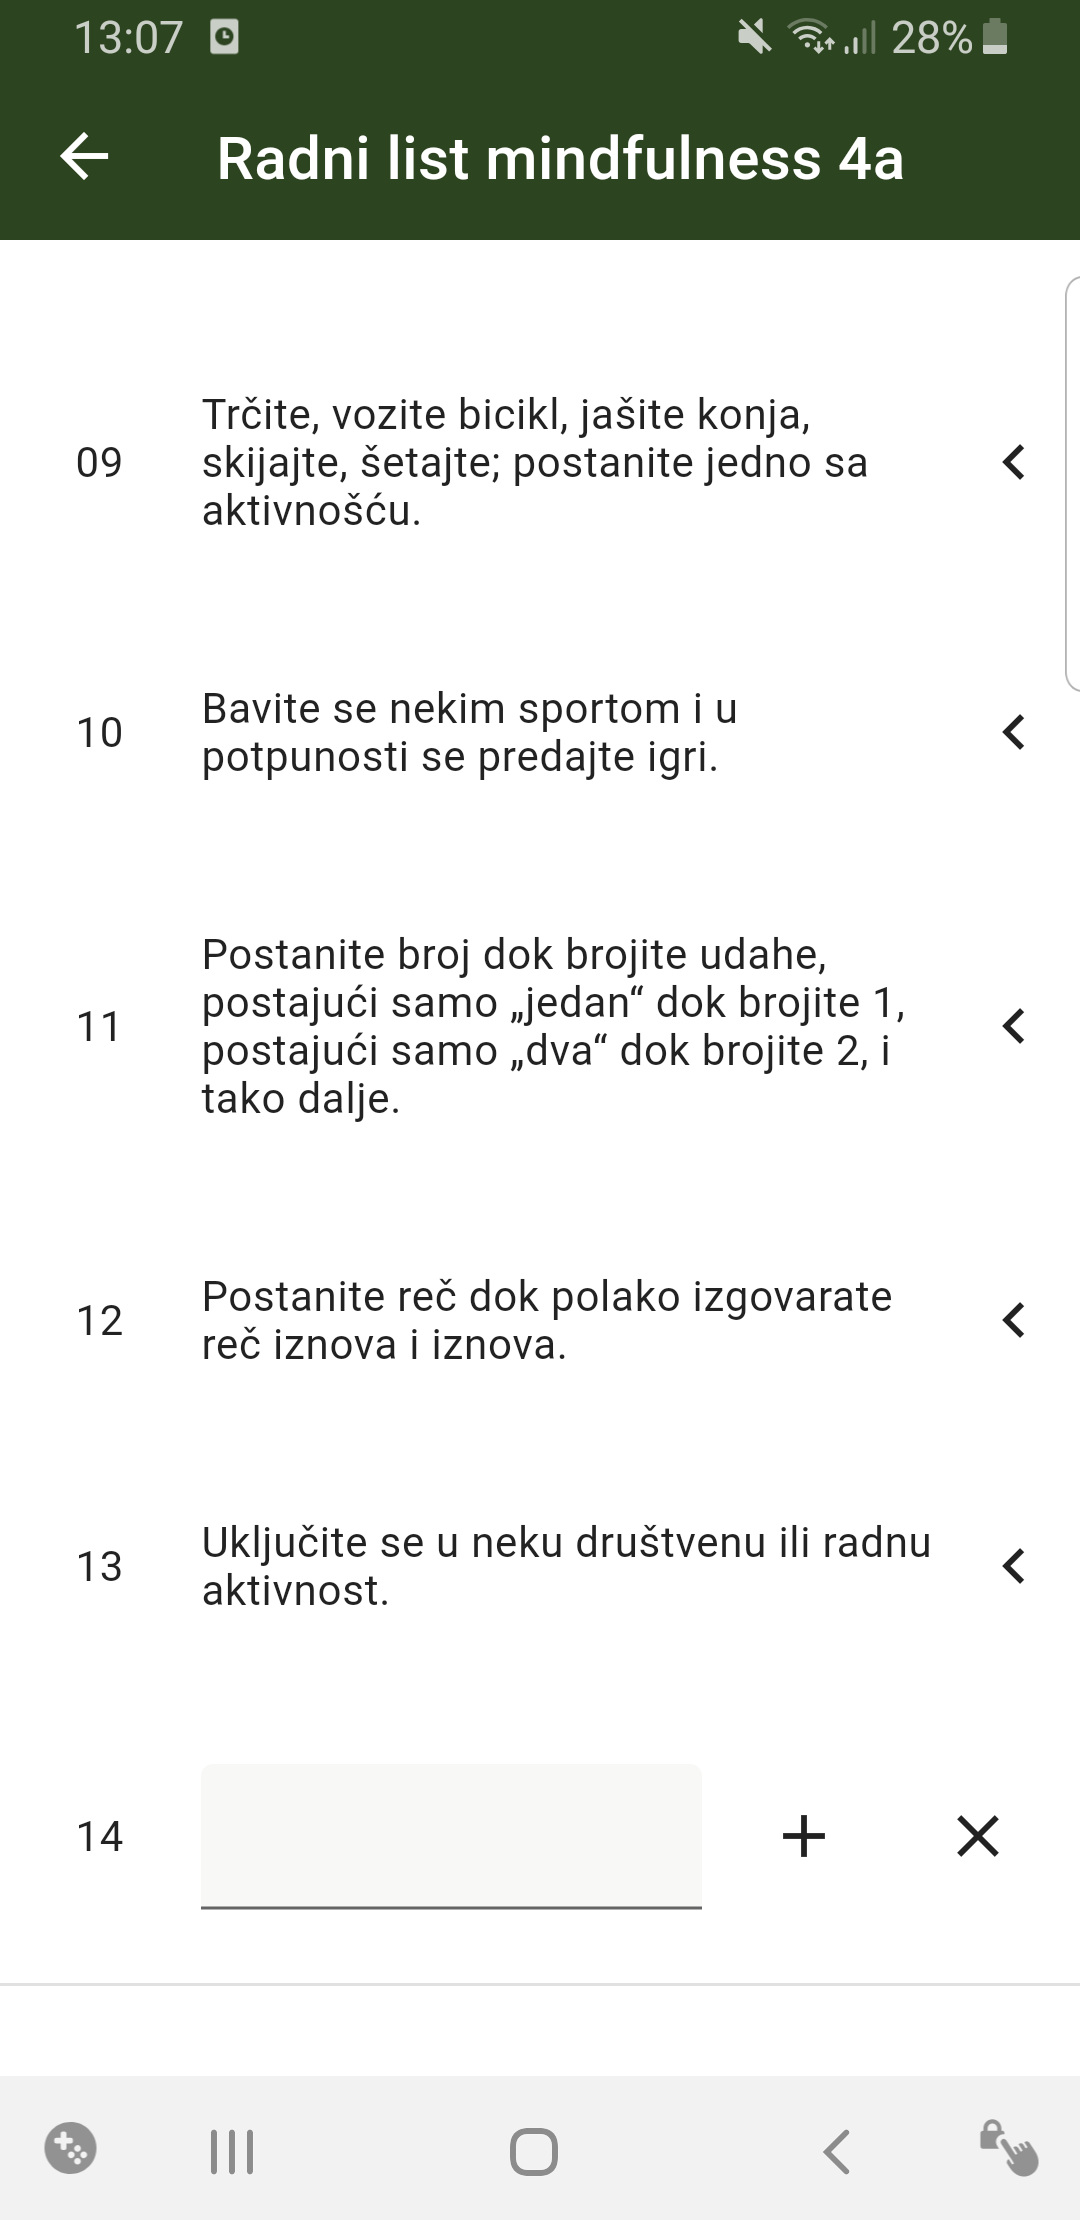 13:07
28%
Radni list mindfulness 4a
09
Trčite, vozite bicikl, jašite konja,
skijajte, šetajte; postanite jedno sa
aktivnošću.
10
Bavite se nekim sportom i u
potpunosti se predajte igri.
11
Postanite broj dok brojite udahe,
postajući samo „jedan“ dok brojite 1,
postajući samo „dva“ dok brojite 2, i
tako dalje.
12
Postanite reč dok polako izgovarate
reč iznova i iznova.
13
Uključite se u neku društvenu ili radnu
aktivnost.
14